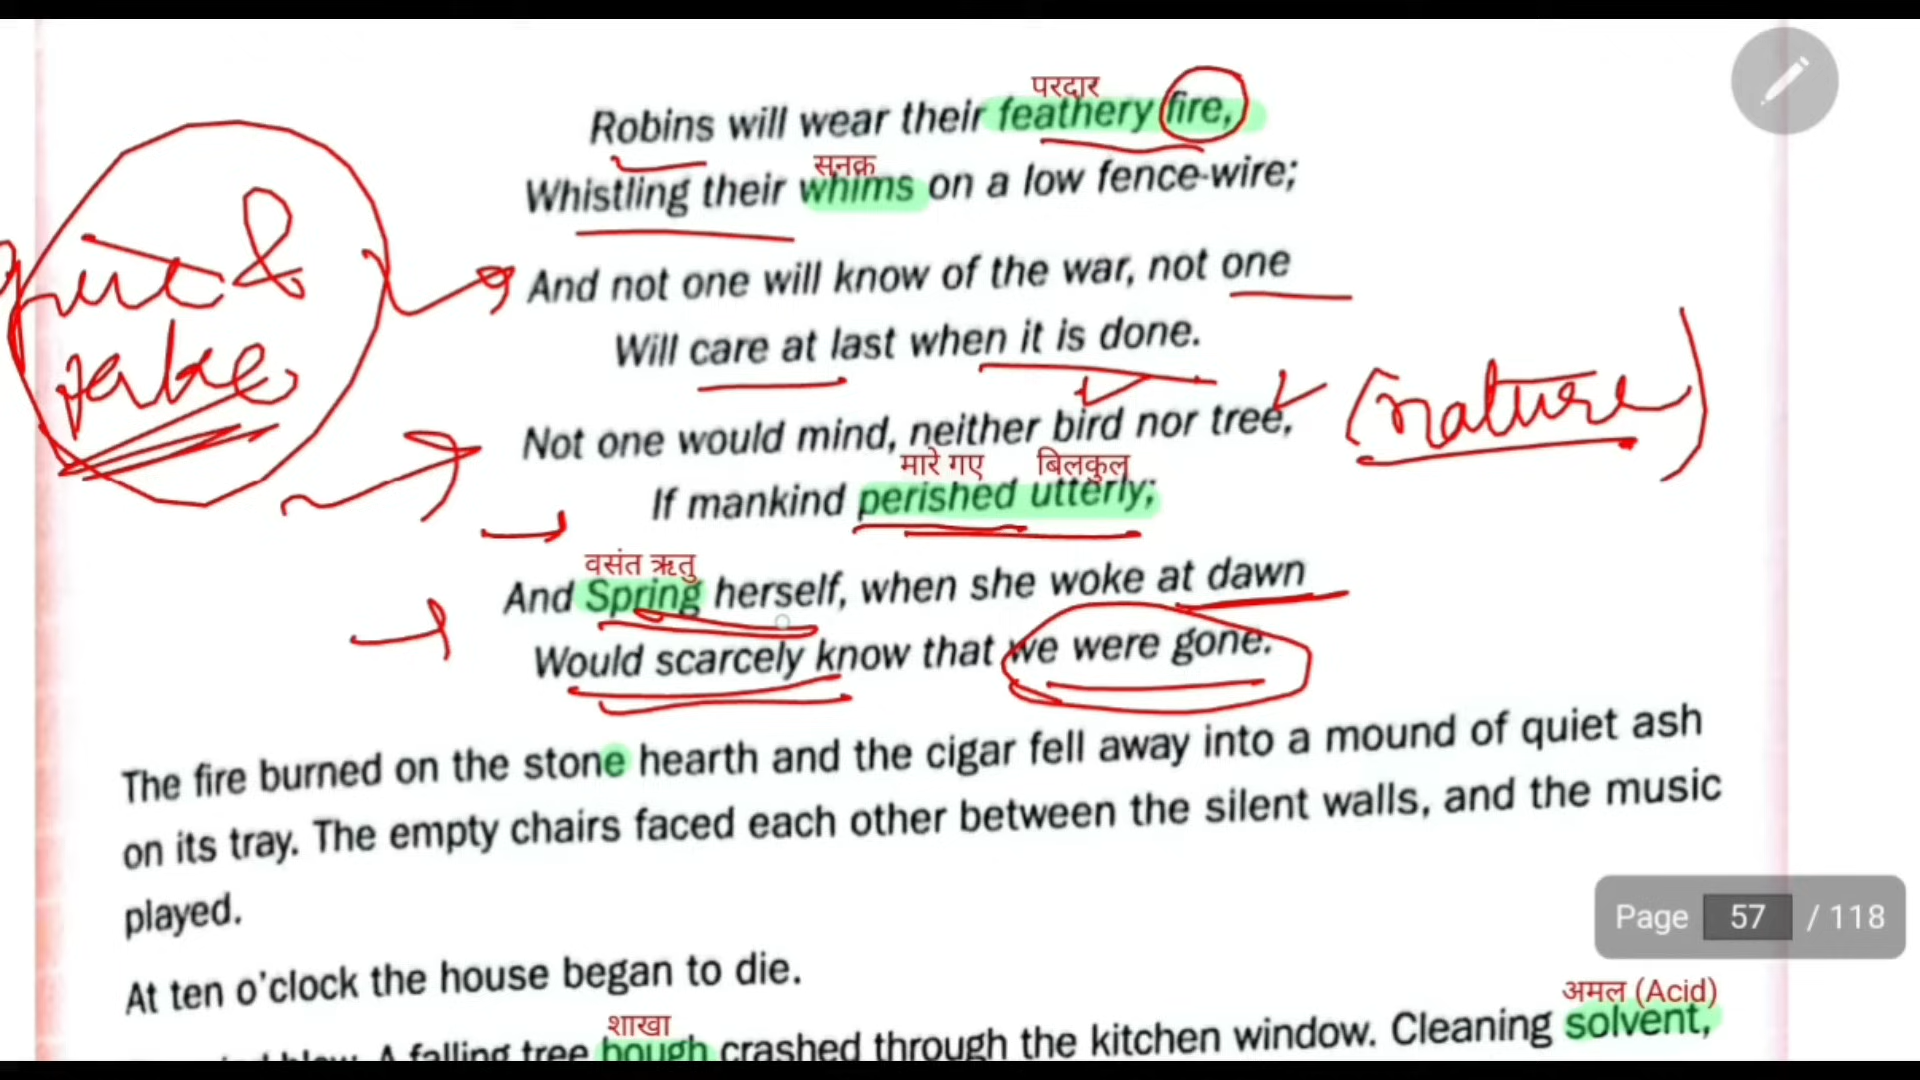 परदार
Robins will wear their feathery fire,
सनक
Whistling their whims on a low fence-wire;
&
And not one will know of the war, not one
Will care at last when it is done.
(nature)
Not one would mind, neither bird nor tree,
मारे गए बिलकुल
If mankind perished utterly;
वसंत ऋतु
And Spring herself, when she woke at dawn
Would scarcely know that we were gone.
The fire burned on the stone hearth and the cigar fell away into a mound of quiet ash
on its tray. The empty chairs faced each other between the silent walls, and the music
played.
Page 57 / 118
At ten o'clock the house began to die.
अमल (Acid)
शाखा
A falling tree bough crashed through the kitchen window. Cleaning solvent,